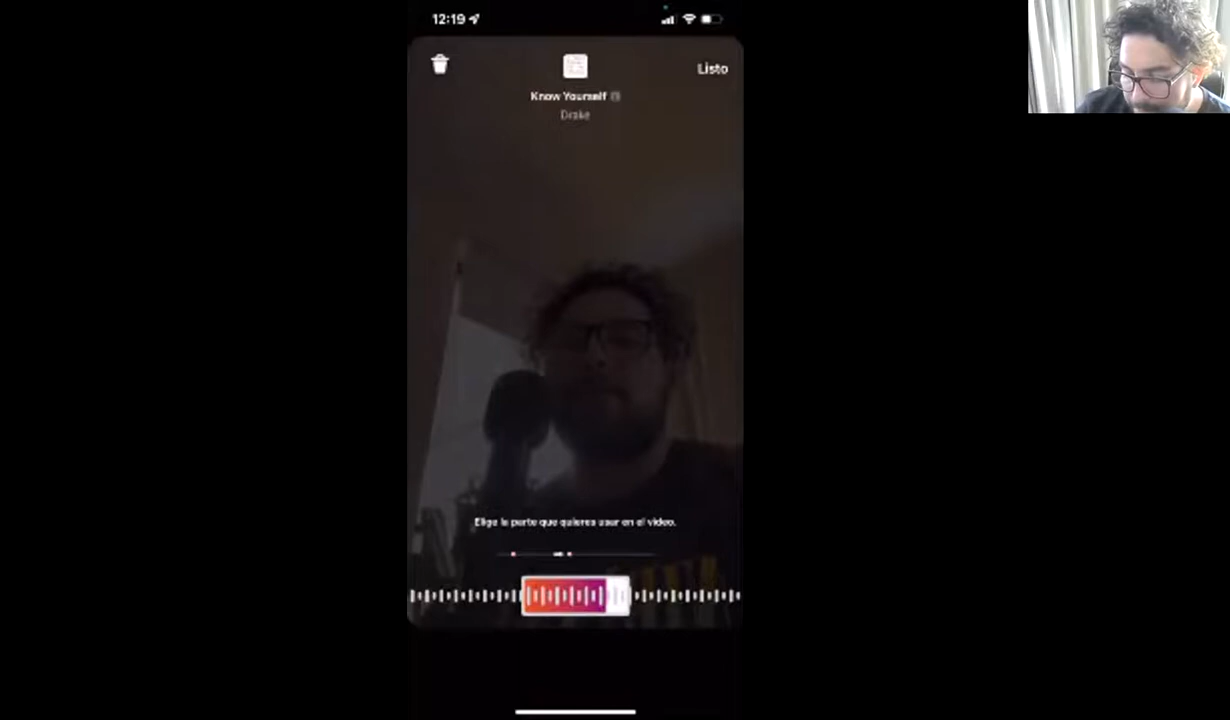 12:19
Listo
Know Yourself
Drake
Elige la parte que quieres usar en el video.